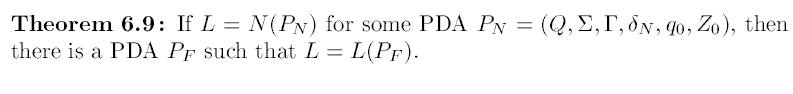 Theorem 6.9: If L = N(P_N) for some PDA P_N = (Q, Σ, Γ, δ_N, q_0, Z_0), then
there is a PDA P_F such that L = L(P_F).